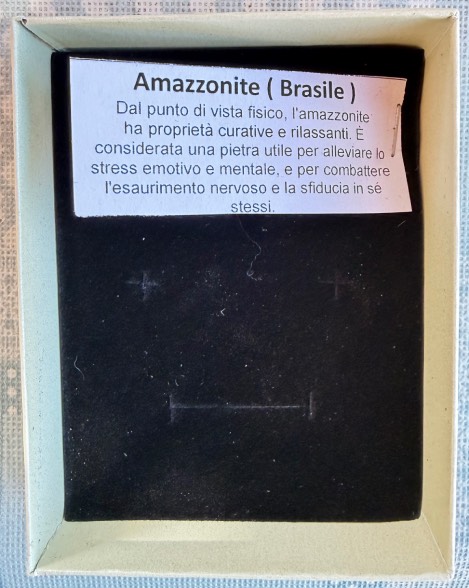 Amazzonite ( Brasile )
Dal punto di vista fisico, l'amazzonite
ha proprietà curative e rilassanti. È
considerata una pietra utile per alleviare lo
stress emotivo e mentale, e per combattere
l'esaurimento nervoso e la sfiducia in sè
stessi.